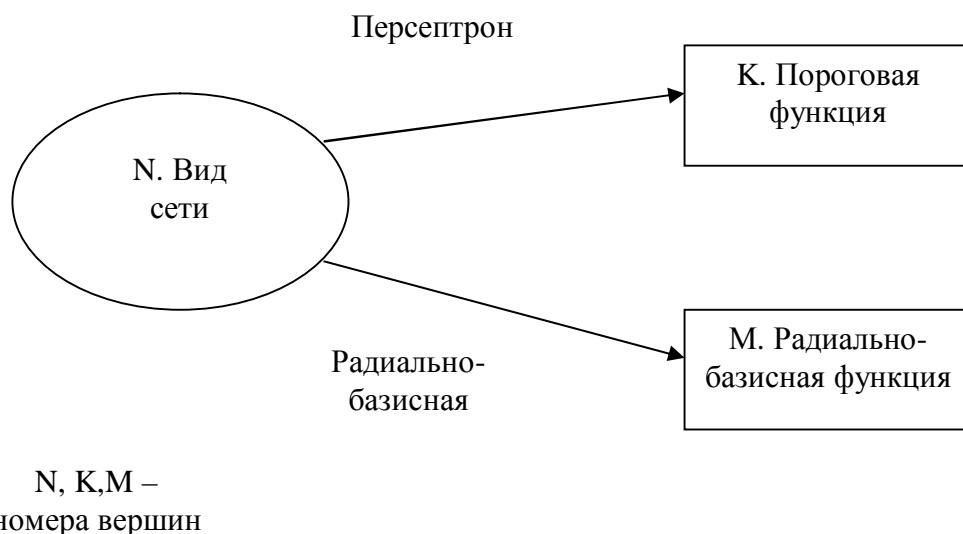 Персептрон
K. Пороговая
функция
N. Вид
сети
M. Радиально-
базисная функция
Радиально-
базисная
N, K,M –
номера вершин